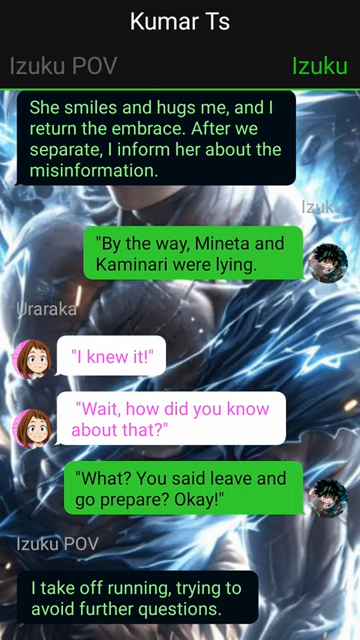 Kumar Ts
Izuku POV
Izuku
She smiles and hugs me, and I
return the embrace. After we
separate, I inform her about the
misinformation.
Izuku
"By the way, Mineta and
Kaminari were lying.
Uraraka
"I knew it!"
"Wait, how did you know
about that?"
"What? You said leave and
go prepare? Okay!"
Izuku POV
I take off running, trying to
avoid further questions.